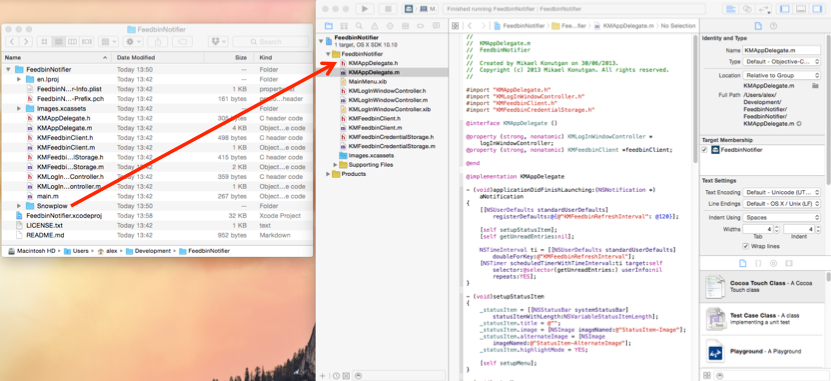 FeedbinNotifier
Search
Name
Date Modified
Size
Kind
FeedbinNotifier Today 13:50 -- Folder
en.lproj Today 13:42 -- Folder
FeedbinN...r-Info.plist Today 13:42 1 KB propert
FeedbinN....-Prefix.pch Today 13:42 161 bytes header
Images.xcassets Today 13:42 -- Folder
KMAppDelegate.h Today 13:42 305 bytes C header code
KMAppDelegate.m Today 13:42 4 KB Object...e code
KMFeedbinClient.h Today 13:42 498 bytes C header code
KMFeedbinClient.m Today 13:42 1 KB Object...e code
KMFeedbi...lStorage.h Today 13:42 415 bytes C header code
KMFeedbi...Storage.m Today 13:42 2 KB Object...e code
KMLogin...Controller.h Today 13:42 359 bytes C header code
KMLogin...ontroller.m Today 13:42 1 KB Object...e code
main.m Today 13:42 267 bytes Object...e code
Snowplow Today 13:50 -- Folder
FeedbinNotifier.xcodeproj Today 13:58 32 KB Xcode Project
LICENSE.txt Today 13:42 1 KB text
README.md Today 13:42 952 bytes Markdown
Macintosh HD Users alex Development FeedbinNotifier
M.
Finished running FeedbinNotifier : FeedbinNotifier
FeedbinNotifier
1 target, OS X SDK 10.10
FeedbinNotifier
KMAppDelegate.h
KMAppDelegate.m
MainMenu.xib
KMLoginWindowController.h
KMLoginWindowController.m
KMLoginWindowController.xib
KMFeedbinClient.h
KMFeedbinClient.m
KMFeedbinCredentialStorage.h
KMFeedbinCredentialStorage.m
Images.xcassets
Supporting Files
Products
FeedbinNotifier Fee...ifier KMAppDelegate.m No Selection
//
// KMAppDelegate.m
// FeedbinNotifier
//
// Created by Mikael Konutgan on 30/06/2013.
// Copyright (c) 2013 Mikael Konutgan. All rights reserved.
//
#import "KMAppDelegate.h"
#import "KMLogInWindowController.h"
#import "KMFeedbinClient.h"
#import "KMFeedbinCredentialStorage.h"
@interface KMAppDelegate ()
@property (strong, nonatomic) KMLogInWindowController *
logInWindowController;
@property (strong, nonatomic) KMFeedbinClient *feedbinClient;
@end
@implementation KMAppDelegate
- (void)applicationDidFinishLaunching:(NSNotification *)
aNotification
{
[[NSUserDefaults standardUserDefaults]
registerDefaults:@{@"KMFeedbinRefreshInterval": @120}];
[self setupStatusItem];
[self getUnreadEntries:nil];
NSTimeInterval ti = [[NSUserDefaults standardUserDefaults]
doubleForKey:@"KMFeedbinRefreshInterval"];
[NSTimer scheduledTimerWithTimeInterval:ti target:self
selector:@selector(getUnreadEntries:) userInfo:nil
repeats:YES];
}
- (void)setupStatusItem
{
_statusItem = [[NSStatusBar systemStatusBar]
statusItemWithLength:NSVariableStatusItemLength];
_statusItem.title = @"";
_statusItem.image = [NSImage imageNamed:@"StatusItem-Image"];
_statusItem.alternateImage = [NSImage
imageNamed:@"StatusItem-AlternateImage"];
_statusItem.highlightMode = YES;
[self setupMenu];
Identity and Type
Name KMAppDelegate.m
Type Default - Objective-C...
Location Relative to Group
KMAppDelegate.m
Full Path /Users/alex/
Development/
FeedbinNotifier/
FeedbinNotifier/
KMAppDelegate.m
Target Membership
FeedbinNotifier
Text Settings
Text Encoding Default - Unicode (UT...
Line Endings Default - OS X / Unix (LF)
Indent Using Spaces
Widths 4 4
Tab Indent
Wrap lines
Cocoa Touch Class - A Cocoa
Touch class
Test Case Class - A class
implementing a unit test
Playground - A Playground